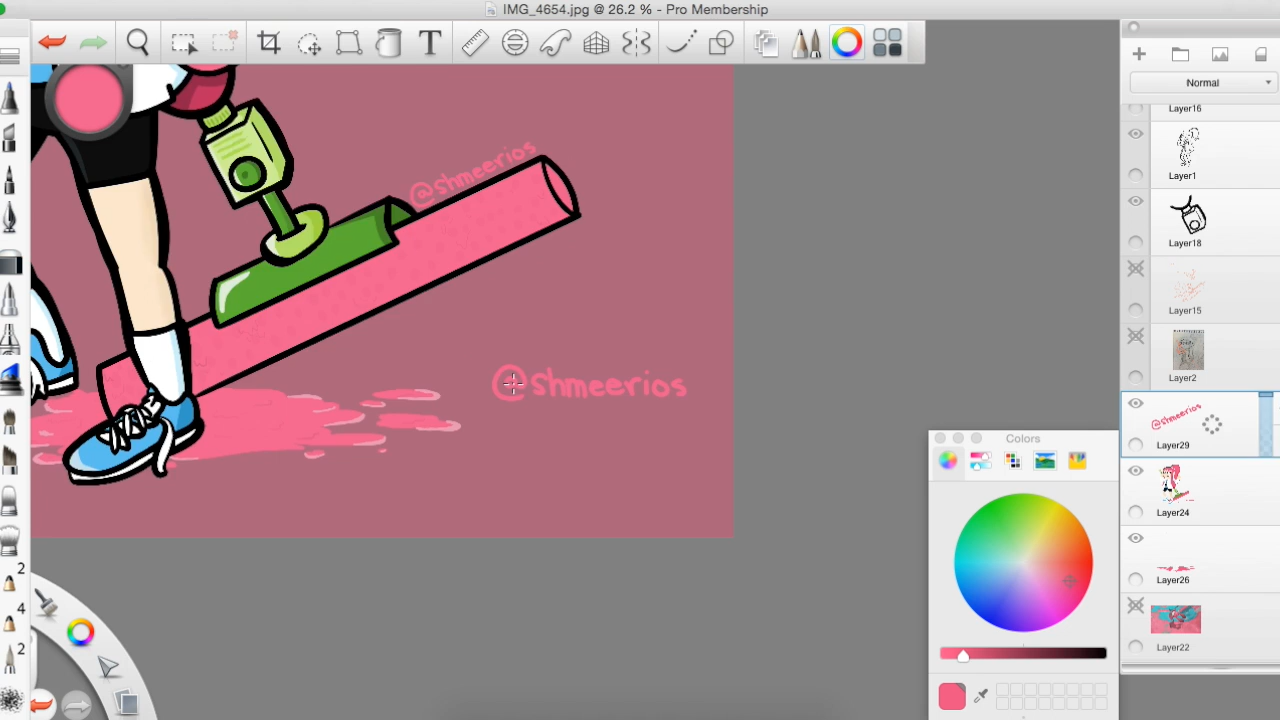 IMG_4654.jpg @ 26.2 % - Pro Membership
T
Normal
Layer16
Layer1
Layer18
@Shmeerios
Layer15
Layer2
@Shmeerios
@shmeerios
Layer29
Colors
Layer24
2
Layer26
4
2
Layer22